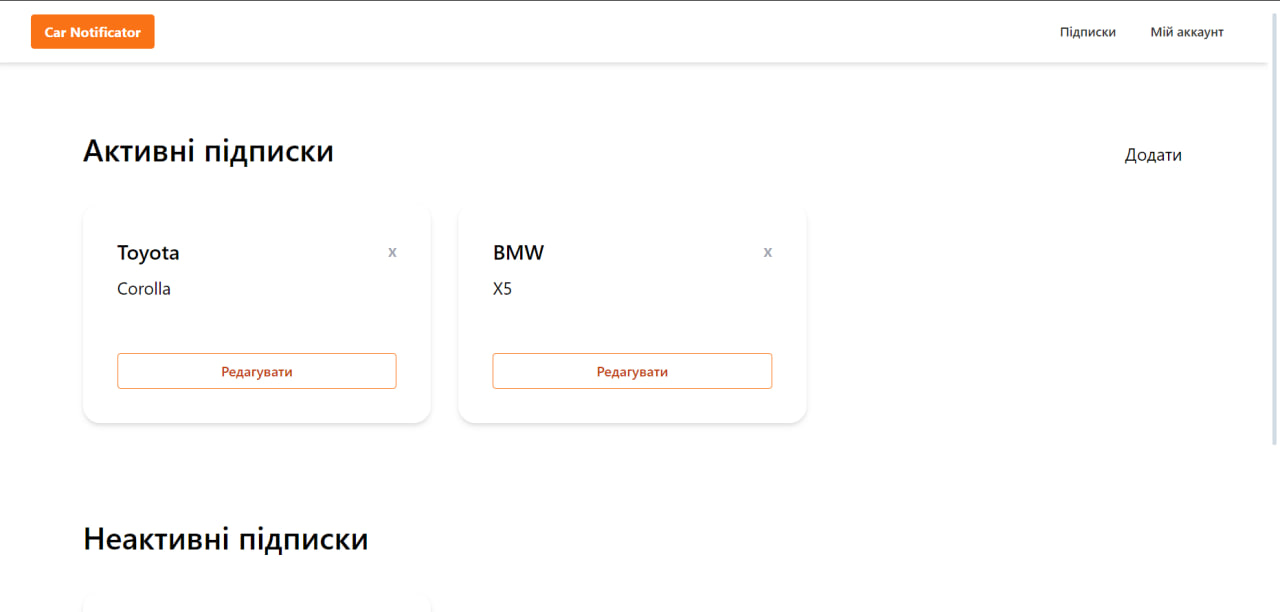 Car Notificator
Підписки
Мій аккаунт
Активні підписки
Додати
Toyota
x
Corolla
Редагувати
BMW
x
X5
Редагувати
Неактивні підписки